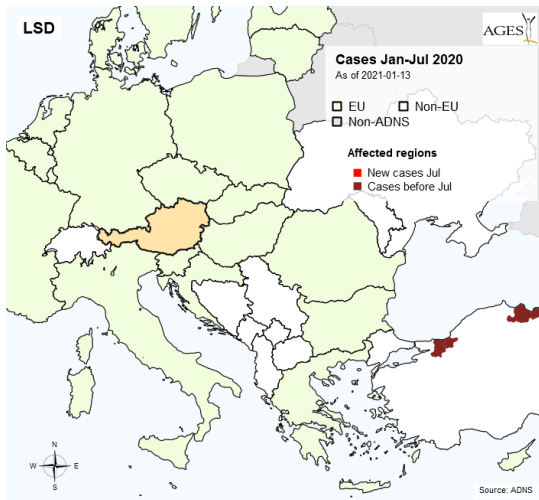 LSD
AGES
Cases Jan-Jul 2020
As of 2021-01-13
EU
Non-EU
Non-ADNS
Affected regions
New cases Jul
Cases before Jul
N
W
E
S
Source: ADNS